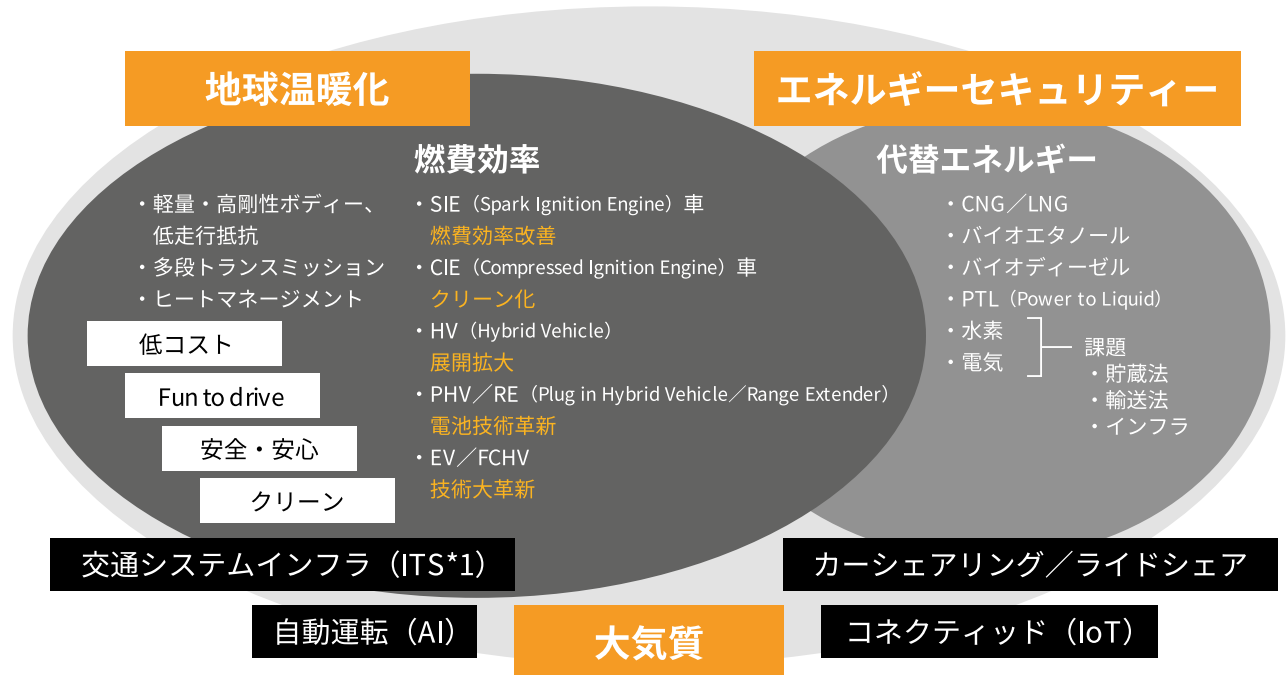 地球温暖化
エネルギーセキュリティー
燃費効率
・軽量・高剛性ボディー、
低走行抵抗
・多段トランスミッション
・ヒートマネージメント
低コスト
Fun to drive
安全・安心
クリーン
・SIE（Spark Ignition Engine）車
燃費効率改善
・CIE（Compressed Ignition Engine）車
クリーン化
・HV（Hybrid Vehicle）
展開拡大
・PHV／RE（Plug in Hybrid Vehicle／Range Extender）
電池技術革新
・EV／FCHV
技術大革新
代替エネルギー
・CNG／LNG
・バイオエタノール
・バイオディーゼル
・PTL（Power to Liquid）
・水素
・電気
課題
・貯蔵法
・輸送法
・インフラ
交通システムインフラ（ITS*1）
カーシェアリング／ライドシェア
自動運転（AI）
大気質
コネクティッド（IoT）